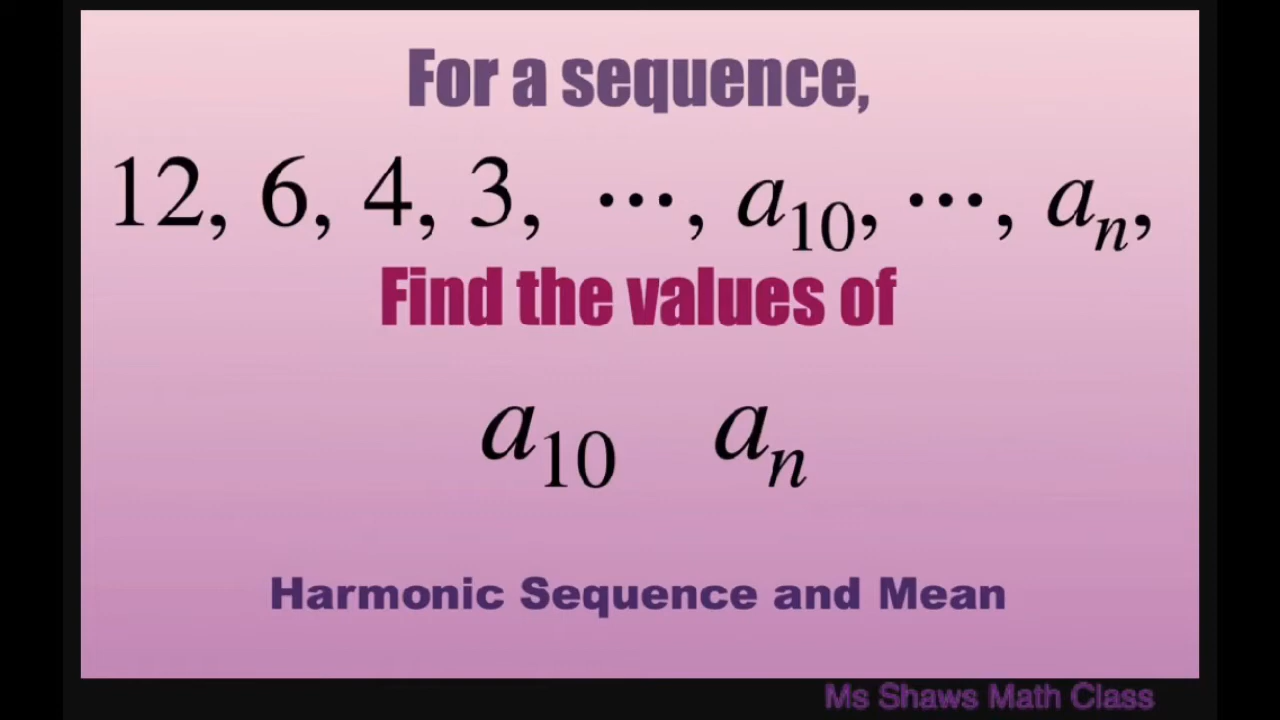 For a sequence,
12, 6, 4, 3, ⋯, a₁₀, ⋯, aₙ,
Find the values of
a₁₀ aₙ
Harmonic Sequence and Mean
Ms Shaws Math Class